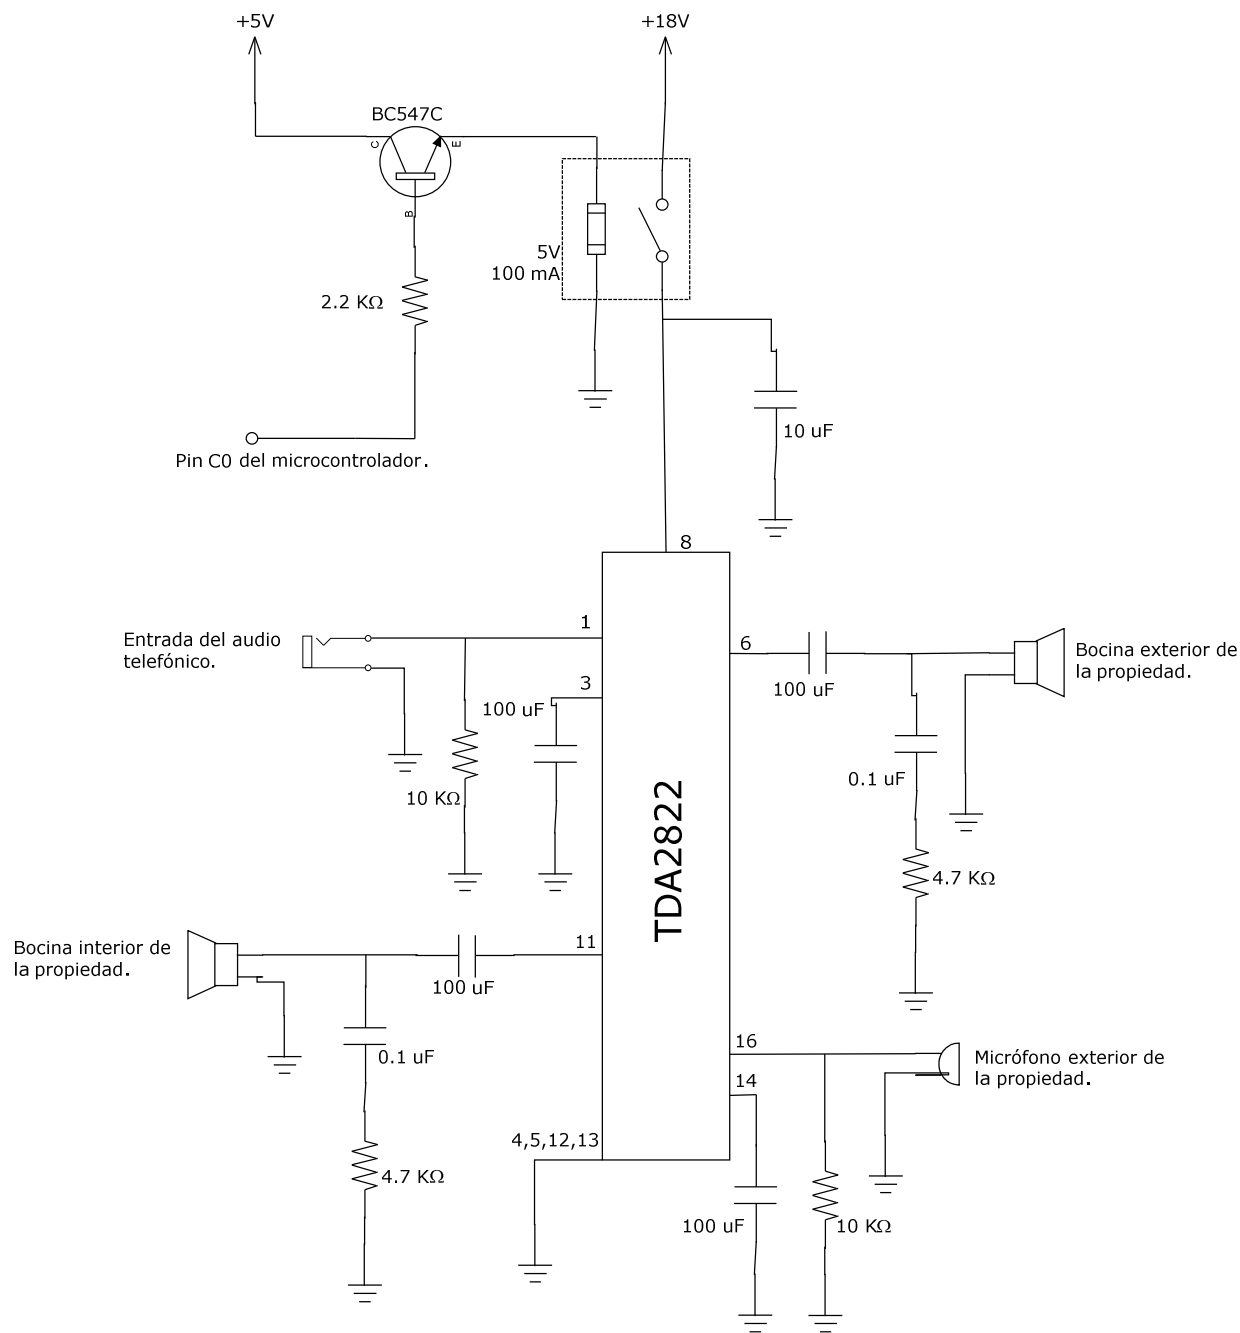 +5V
+18V
BC547C
C
E
B
5V
100 mA
2.2 KΩ
10 uF
Pin C0 del microcontrolador.
8
1
Entrada del audio
telefónico.
6
Bocina exterior de
la propiedad.
3
100 uF
100 uF
0.1 uF
10 KΩ
TDA2822
4.7 KΩ
11
Bocina interior de
la propiedad.
100 uF
16
0.1 uF
Micrófono exterior de
la propiedad.
14
4,5,12,13
4.7 KΩ
100 uF
10 KΩ